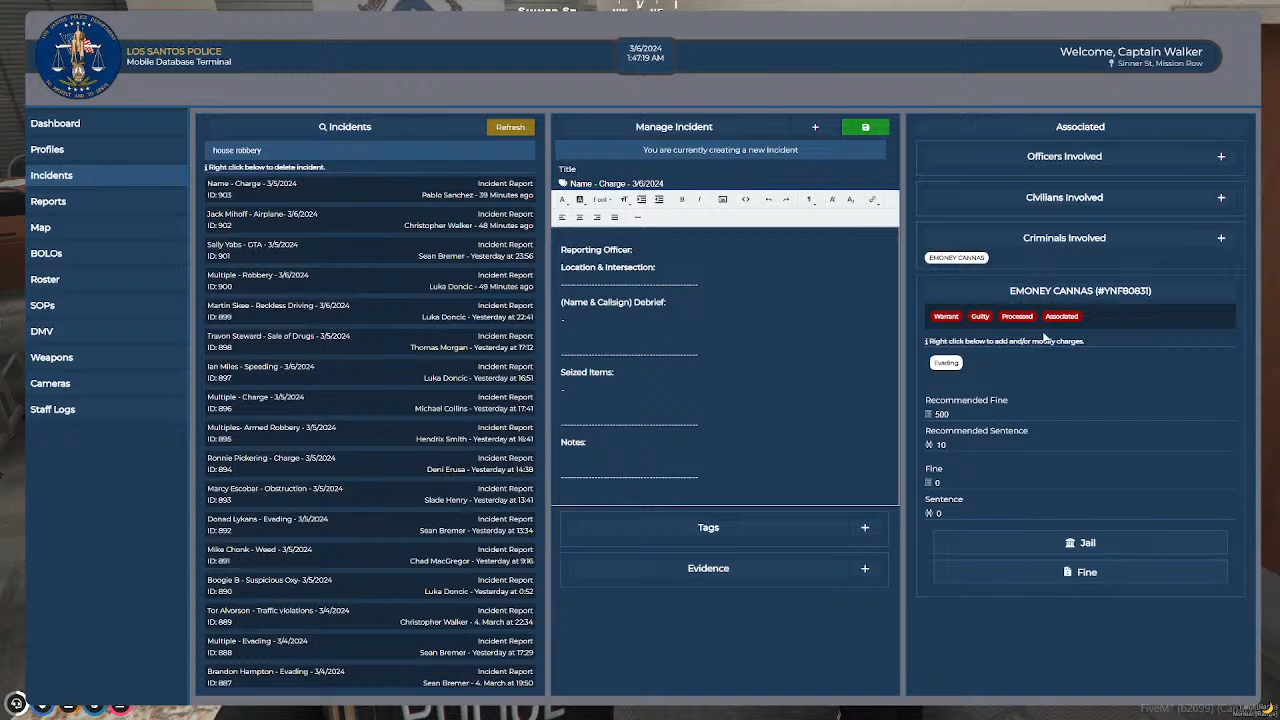 SINNER ST
LOS SANTOS POLICE
Mobile Database Terminal
3/6/2024
1:47:19 AM
Welcome, Captain Walker
Sinner St, Mission Row
Dashboard
Profiles
Incidents
Reports
Map
BOLOs
Roster
SOPs
DMV
Weapons
Cameras
Staff Logs
Incidents
Refresh
house robbery
Right click below to delete incident.
Name - Charge - 3/5/2024 Incident Report
ID: 903 Pablo Sanchez - 39 Minutes ago
Jack Mihoff - Airplane- 3/6/2024 Incident Report
ID: 902 Christopher Walker - 48 Minutes ago
Sally Yabs - GTA - 3/5/2024 Incident Report
ID: 901 Sean Bremer - Yesterday at 23:56
Multiple - Robbery - 3/6/2024 Incident Report
ID: 900 Luka Doncic - 49 Minutes ago
Martin Skee - Reckless Driving - 3/6/2024 Incident Report
ID: 899 Luka Doncic - Yesterday at 22:41
Travon Steward - Sale of Drugs - 3/5/2024 Incident Report
ID: 898 Thomas Morgan - Yesterday at 17:12
Ian Miles - Speeding - 3/6/2024 Incident Report
ID: 897 Luka Doncic - Yesterday at 16:51
Multiple - Charge - 3/5/2024 Incident Report
ID: 896 Michael Collins - Yesterday at 17:41
Multiples- Armed Robbery - 3/5/2024 Incident Report
ID: 895 Hendrix Smith - Yesterday at 16:41
Ronnie Pickering - Charge - 3/5/2024 Incident Report
ID: 894 Deni Erusa - Yesterday at 14:38
Marcy Escobar - Obstruction - 3/5/2024 Incident Report
ID: 893 Slade Henry - Yesterday at 13:41
Donad Lykans - Evading - 3/5/2024 Incident Report
ID: 892 Sean Bremer - Yesterday at 13:34
Mike Chonk - Weed - 3/5/2024 Incident Report
ID: 891 Chad MacGregor - Yesterday at 9:16
Boogie B - Suspicious Oxy- 3/5/2024 Incident Report
ID: 890 Luka Doncic - Yesterday at 0:52
Tor Alvorson - Traffic violations - 3/4/2024 Incident Report
ID: 889 Christopher Walker - 4. March at 22:34
Multiple - Evading - 3/4/2024 Incident Report
ID: 888 Sean Bremer - Yesterday at 17:29
Brandon Hampton - Evading - 3/4/2024 Incident Report
ID: 887 Sean Bremer - 4. March at 19:50
Manage Incident +
You are currently creating a new incident
Title
Name - Charge - 3/6/2024
Font
Reporting Officer:
Location & Intersection:
(Name & Callsign) Debrief:
-
Seized Items:
-
Notes:
Tags +
Evidence +
Associated
Officers Involved +
Civilians Involved +
Criminals Involved +
EMONEY CANNAS
EMONEY CANNAS (#YNF80831)
Warrant Guilty Processed Associated
Right click below to add and/or modify charges.
Evading
Recommended Fine
500
Recommended Sentence
10
Fine
0
Sentence
0
Jail
Fine